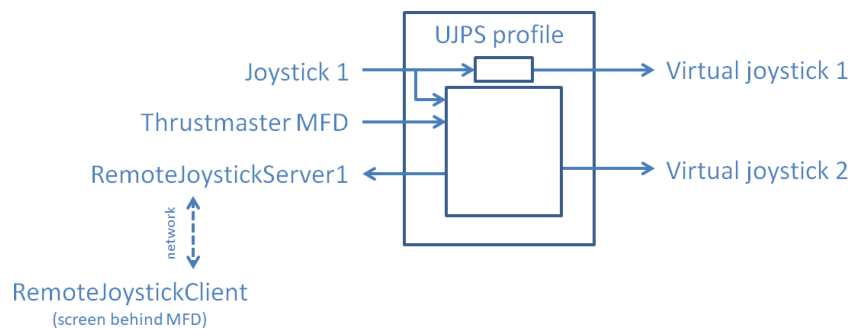 UJPS profile
Joystick 1
Virtual joystick 1
Thrustmaster MFD
RemoteJoystickServer1
Virtual joystick 2
network
RemoteJoystickClient
(screen behind MFD)